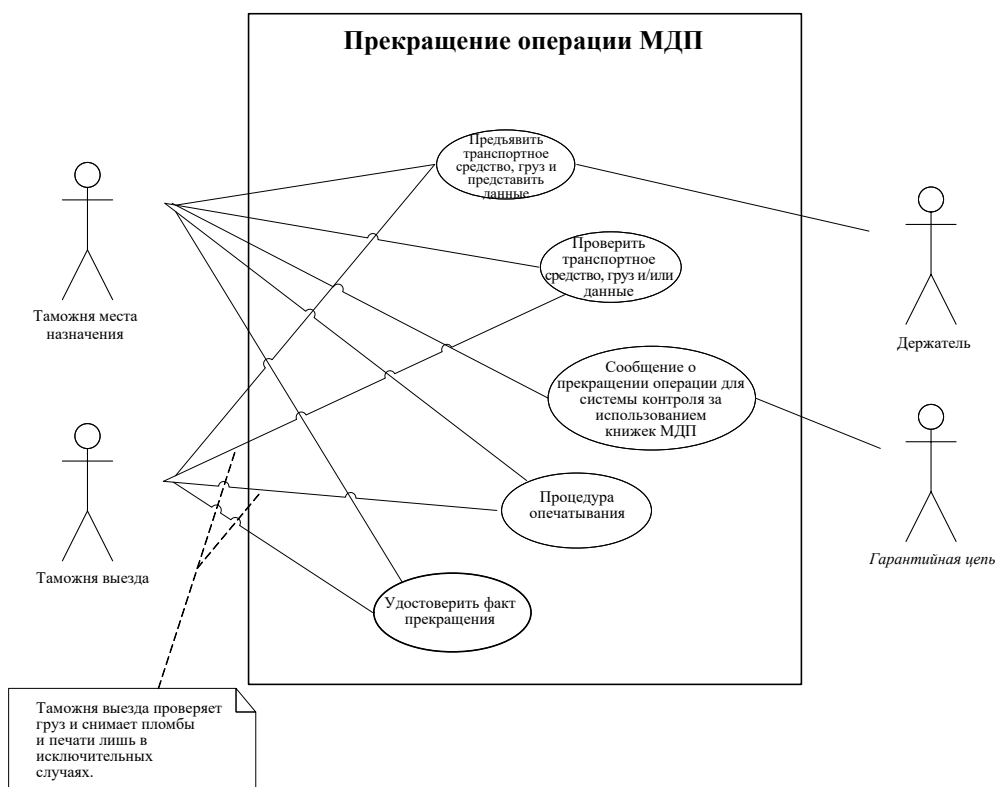 Прекращение операции МДП
Предъявить
транспортное
средство, груз и
представить
данные
Таможня места
назначения
Проверить
транспортное
средство, груз и/или
данные
Держатель
Сообщение о
прекращении операции для
системы контроля за
использованием
книжек МДП
Процедура
опечатывания
Таможня выезда
Гарантийная цепь
Удостоверить факт
прекращения
Таможня выезда проверяет
груз и снимает пломбы
и печати лишь в
исключительных
случаях.